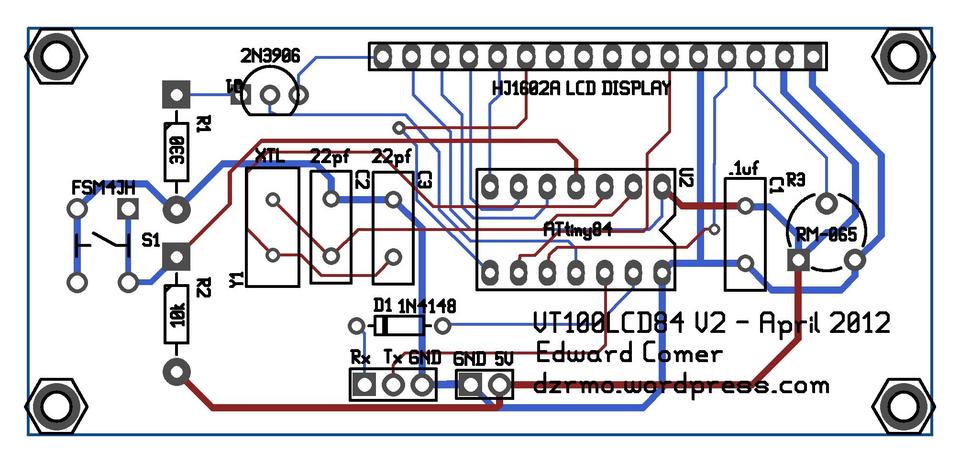 2N3906
Q1
HJ1602A LCD DISPLAY
R1
330
XTL
22pf
22pf
C2
C3
U2
.1uf
C1
R3
FSM4JH
S1
ATtiny84
RM-065
Y1
R2
10k
D1 1N4148
VT100LCD84 V2 - April 2012
Edward Comer
dzrmo.wordpress.com
Rx Tx GND
GND 5V